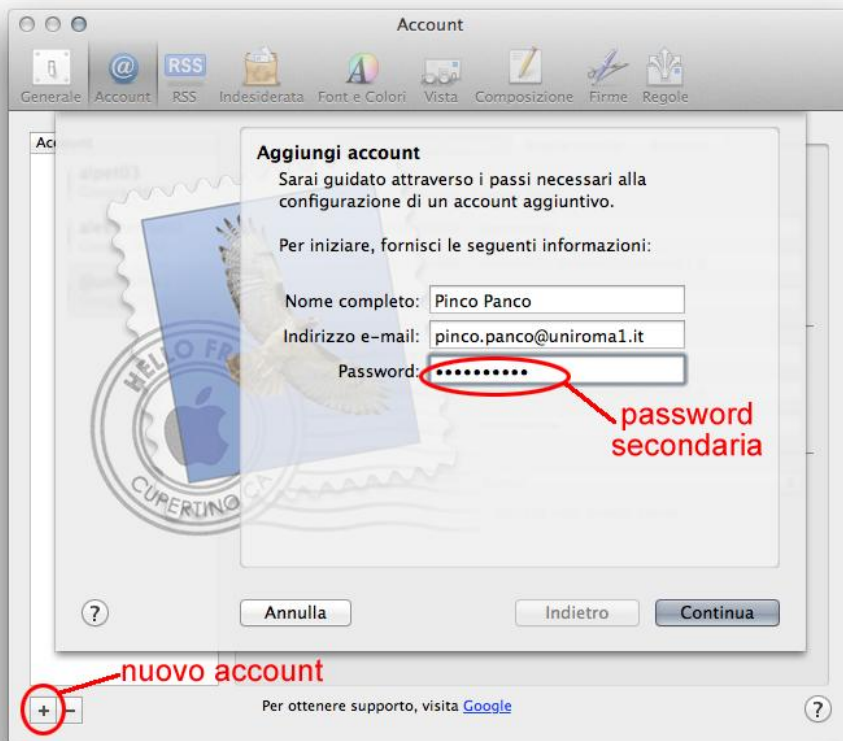 Account
Generale Account RSS Indesiderata Font e Colori Vista Composizione Firme Regole
RSS
Aggiungi account
Sarai guidato attraverso i passi necessari alla
configurazione di un account aggiuntivo.
Per iniziare, fornisci le seguenti informazioni:
Nome completo: Pinco Panco
Indirizzo e-mail: pinco.panco@uniroma1.it
Password: ••••••••••
password
secondaria
HELLO FR
CUPERTINO CA
? Annulla Indietro Continua
nuovo account
+ −
Per ottenere supporto, visita Google
?